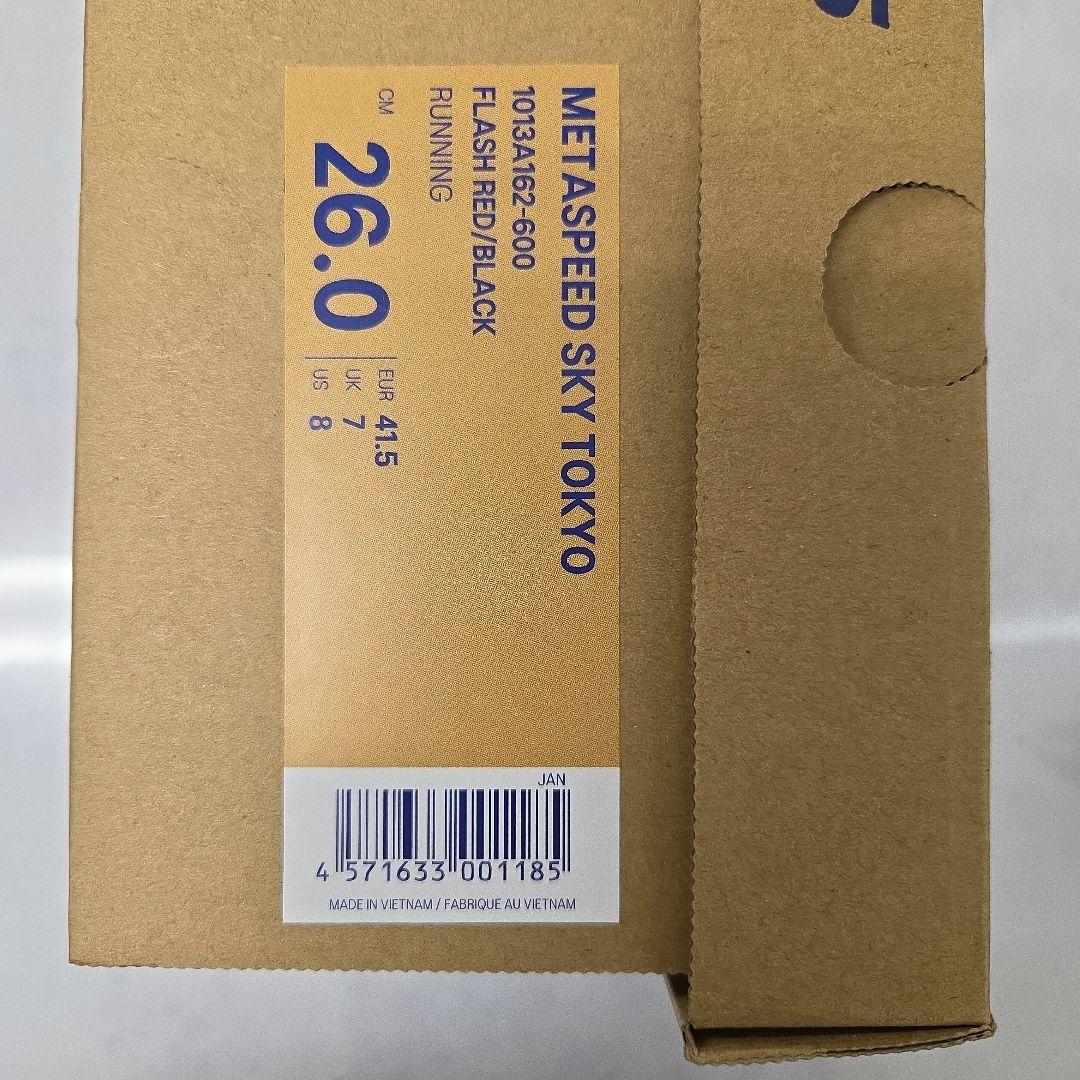 METASPEED SKY TOKYO
1013A162-600
FLASH RED/BLACK
RUNNING
CM 26.0
EUR 41.5
UK 7
US 8
JAN
4 571633 001185
MADE IN VIETNAM / FABRIQUE AU VIETNAM